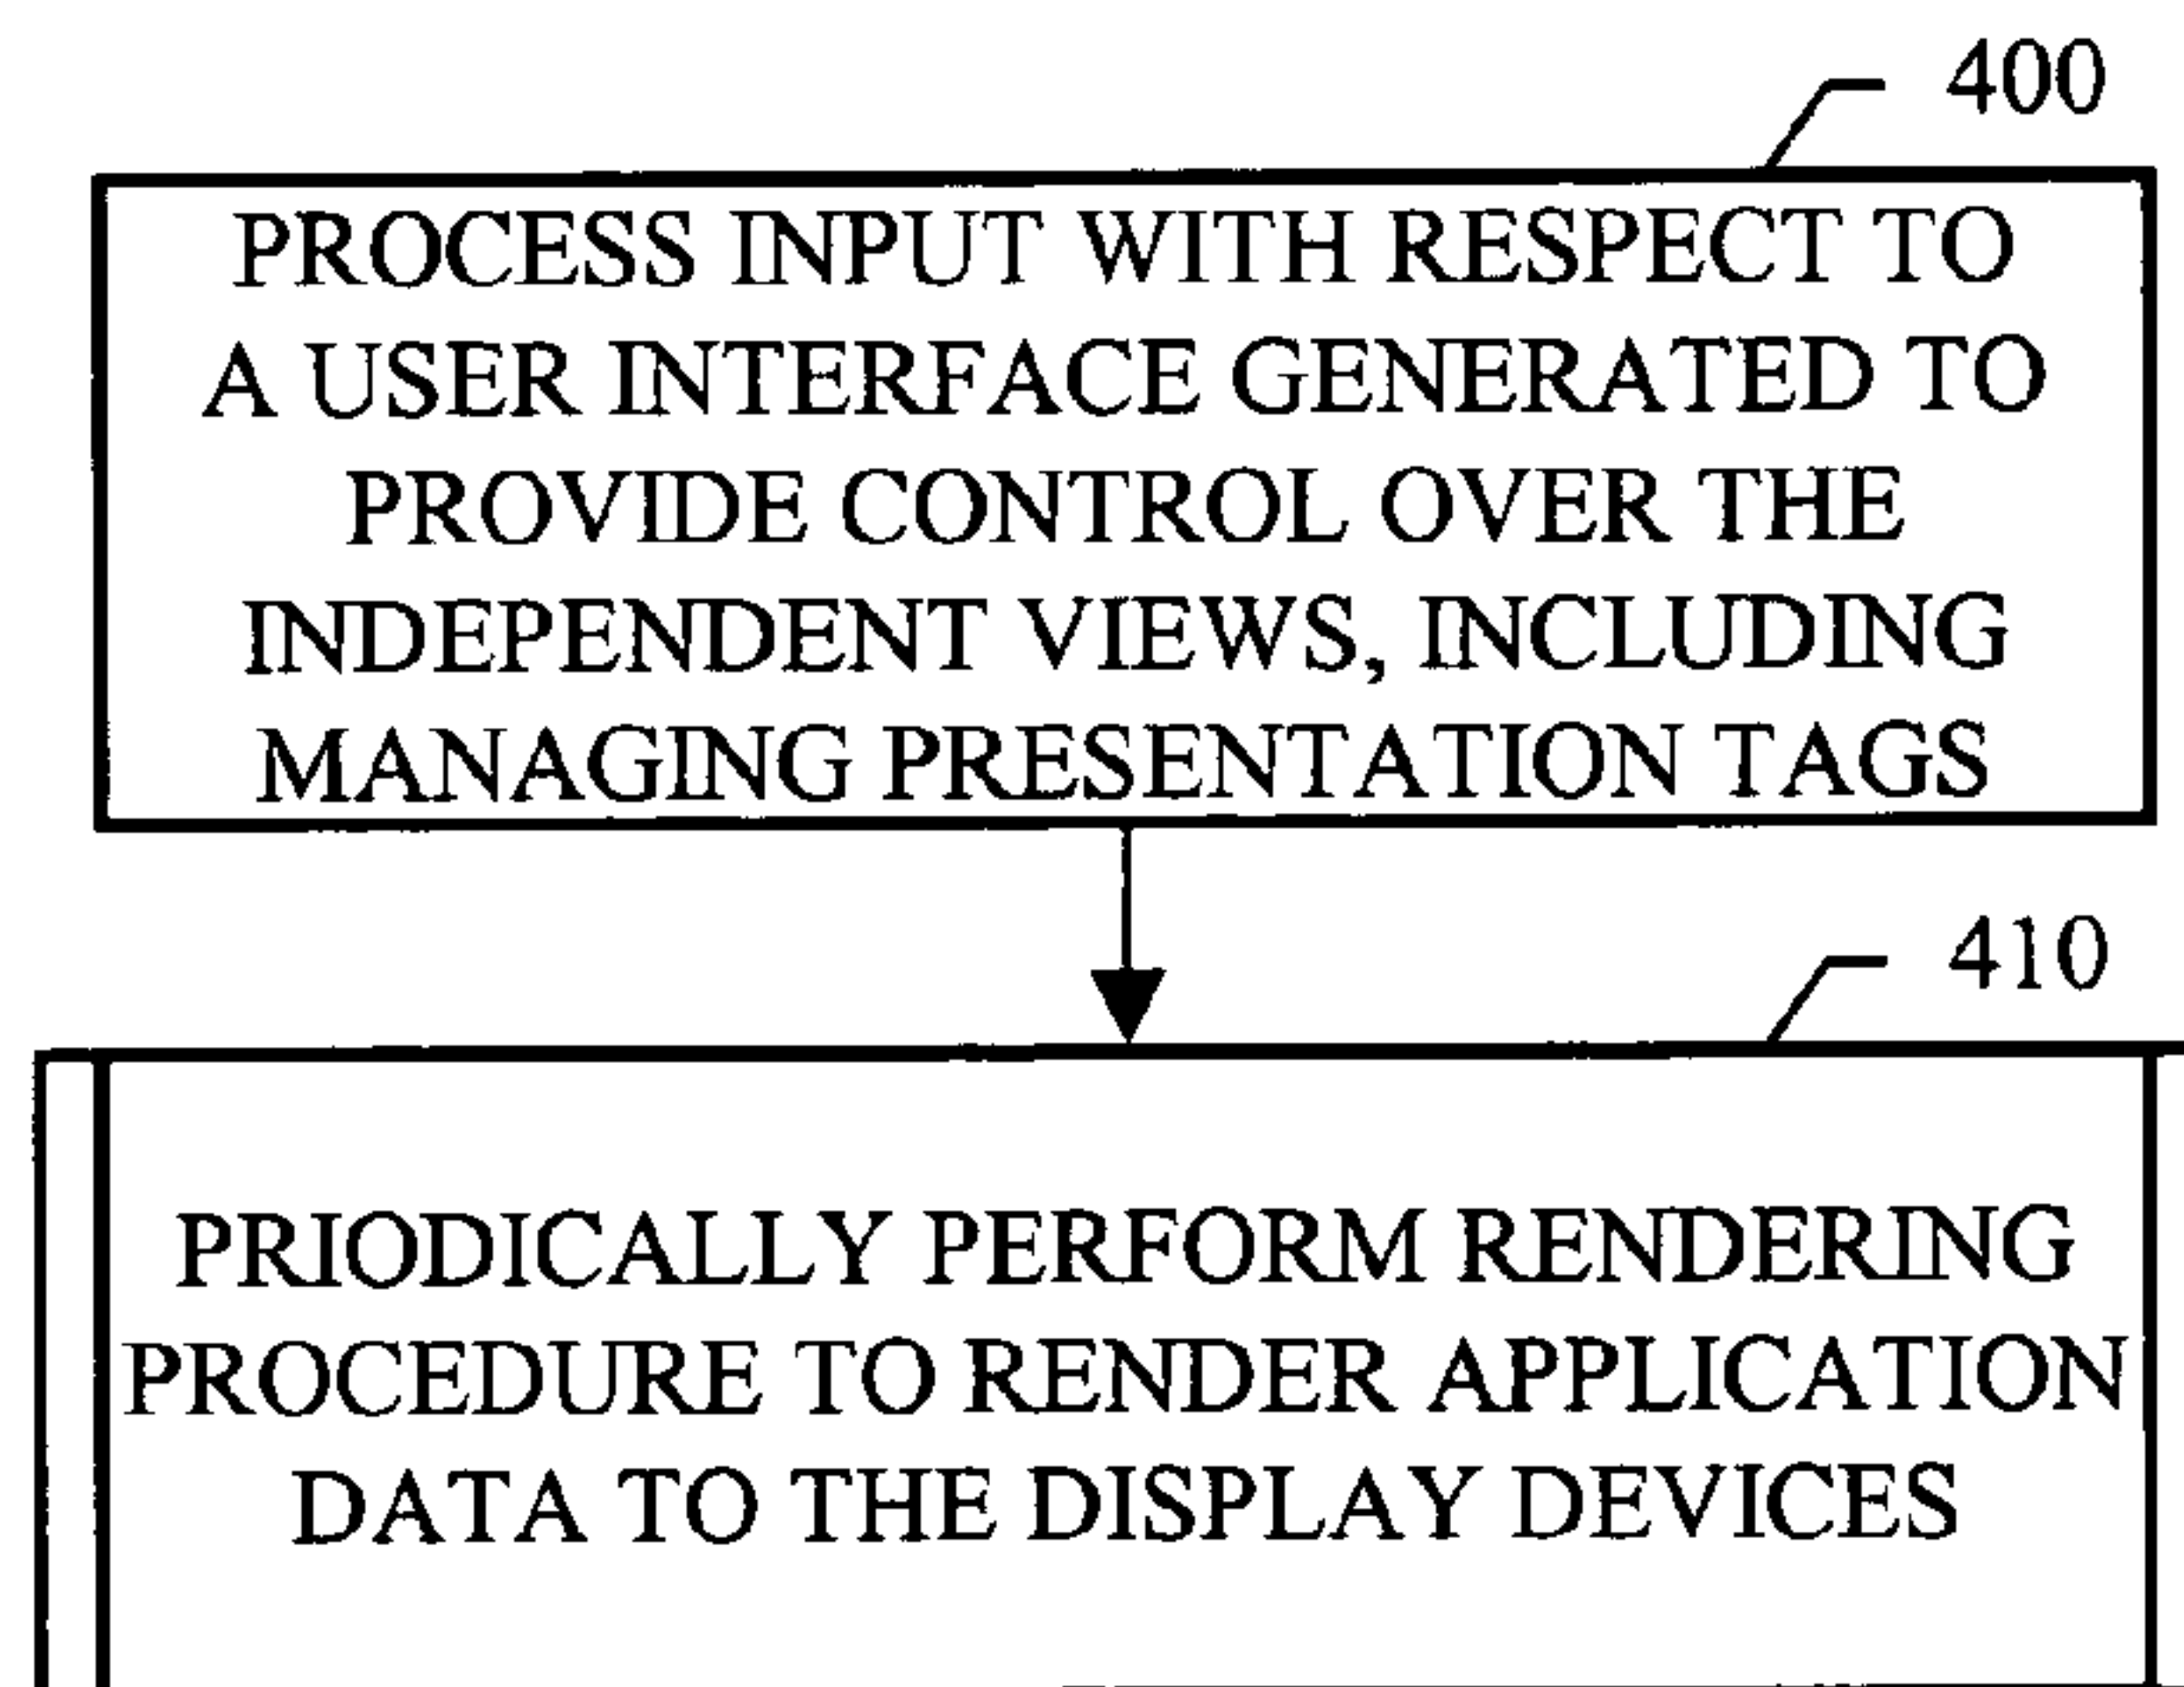 400
PROCESS INPUT WITH RESPECT TO
A USER INTERFACE GENERATED TO
PROVIDE CONTROL OVER THE
INDEPENDENT VIEWS, INCLUDING
MANAGING PRESENTATION TAGS
410
PRIODICALLY PERFORM RENDERING
PROCEDURE TO RENDER APPLICATION
DATA TO THE DISPLAY DEVICES